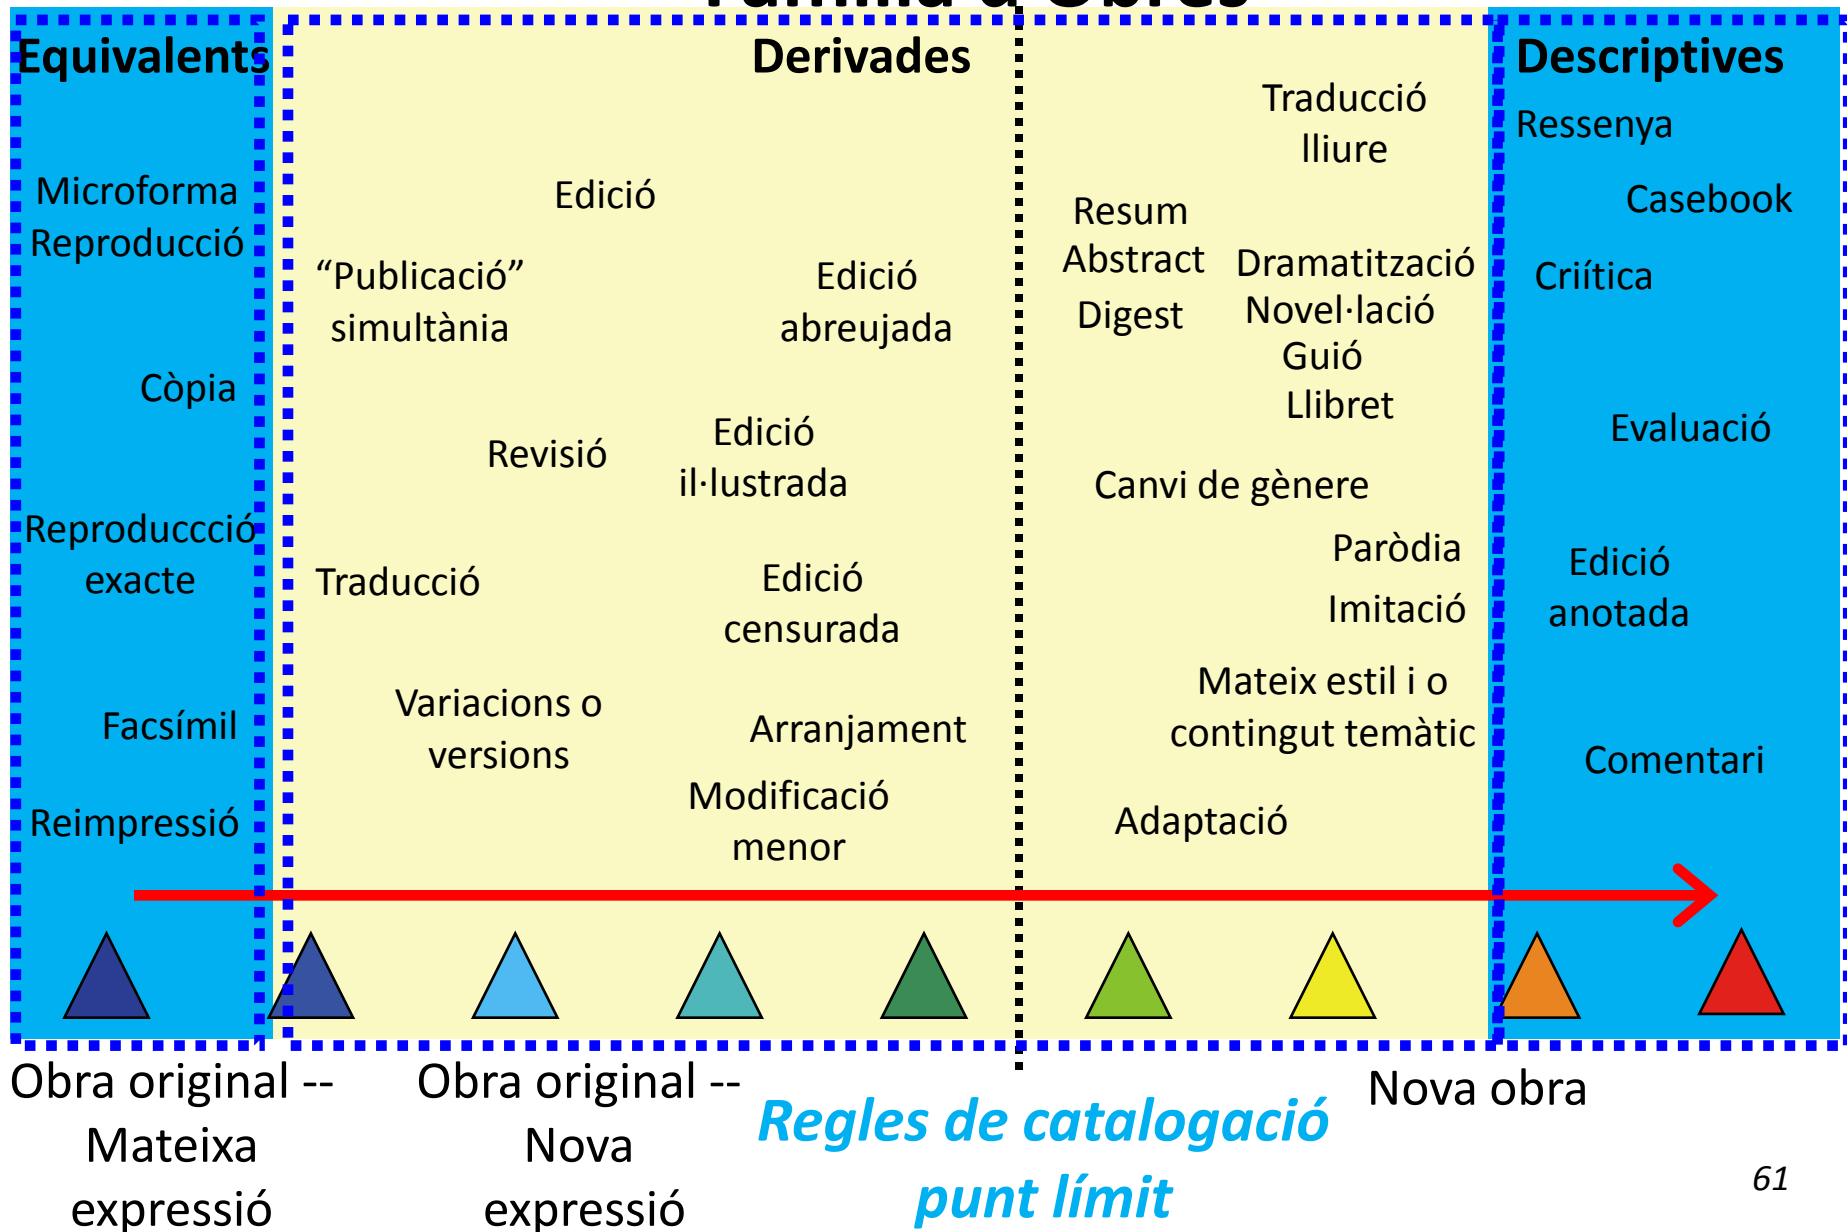 Família d'Obres
Equivalents
Microforma
Reproducció
Còpia
Reproduccció
exacte
Facsímil
Reimpressió
Derivades
Edició
“Publicació”
simultània
Edició
abreujada
Revisió
Edició
il·lustrada
Traducció
Edició
censurada
Variacions o
versions
Arranjament
Modificació
menor
Traducció
lliure
Resum
Abstract
Digest
Dramatització
Novel·lació
Guió
Llibret
Canvi de gènere
Paròdia
Imitació
Mateix estil i o
contingut temàtic
Adaptació
Descriptives
Ressenya
Casebook
Criítica
Evaluació
Edició
anotada
Comentari
Obra original --
Mateixa
expressió
Obra original --
Nova
expressió
Regles de catalogació
punt límit
Nova obra
61